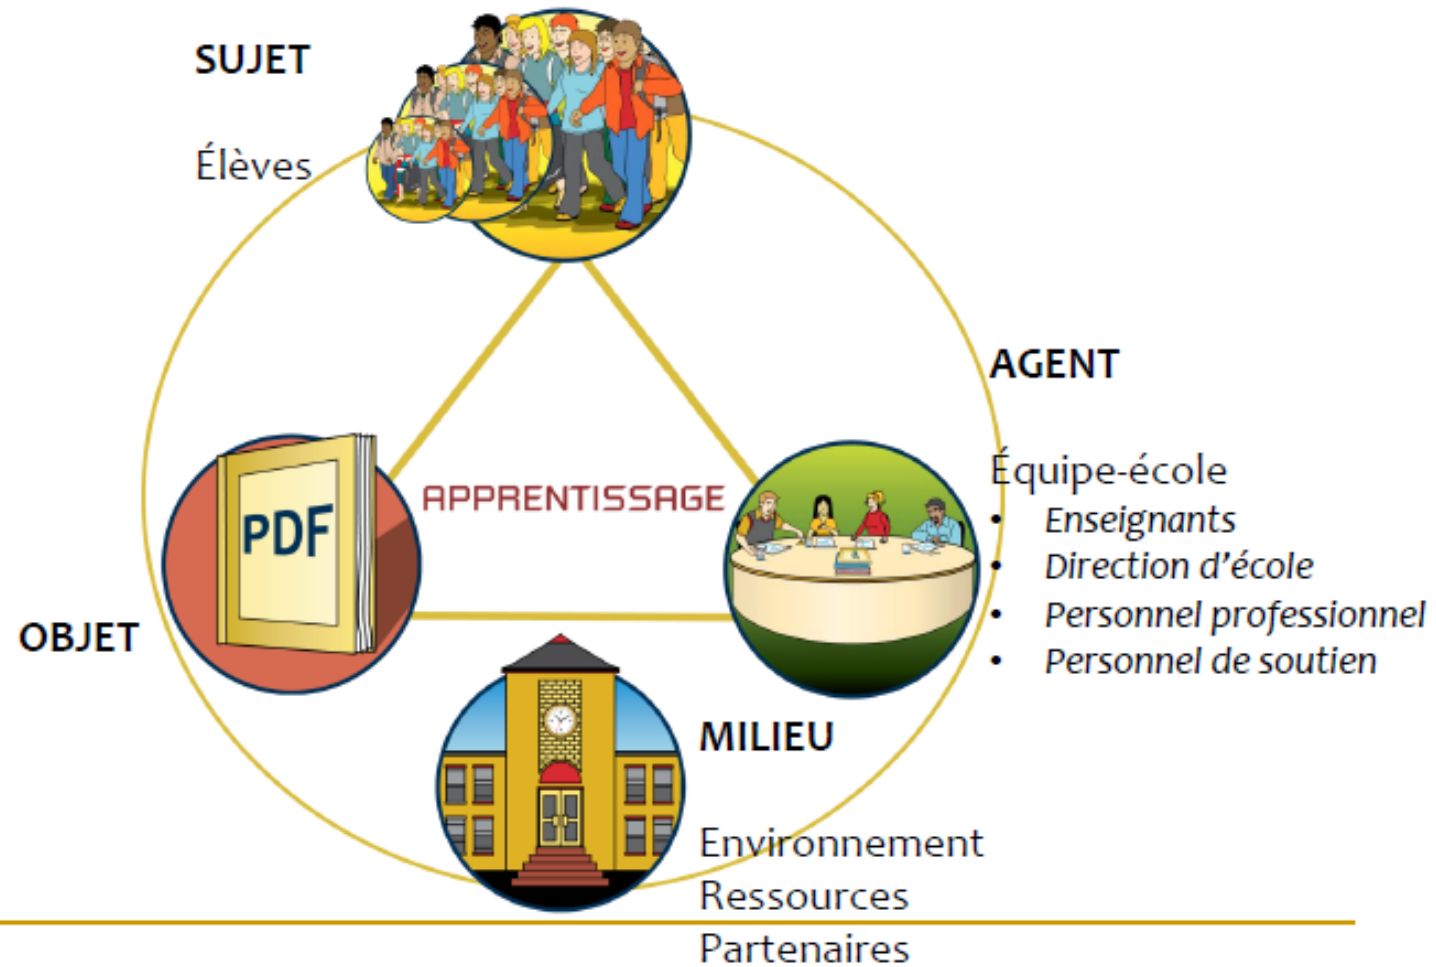 SUJET
Élèves
AGENT
Équipe-école
• Enseignants
• Direction d’école
• Personnel professionnel
• Personnel de soutien
APPRENTISSAGE
PDF
OBJET
MILIEU
Environnement
Ressources
Partenaires